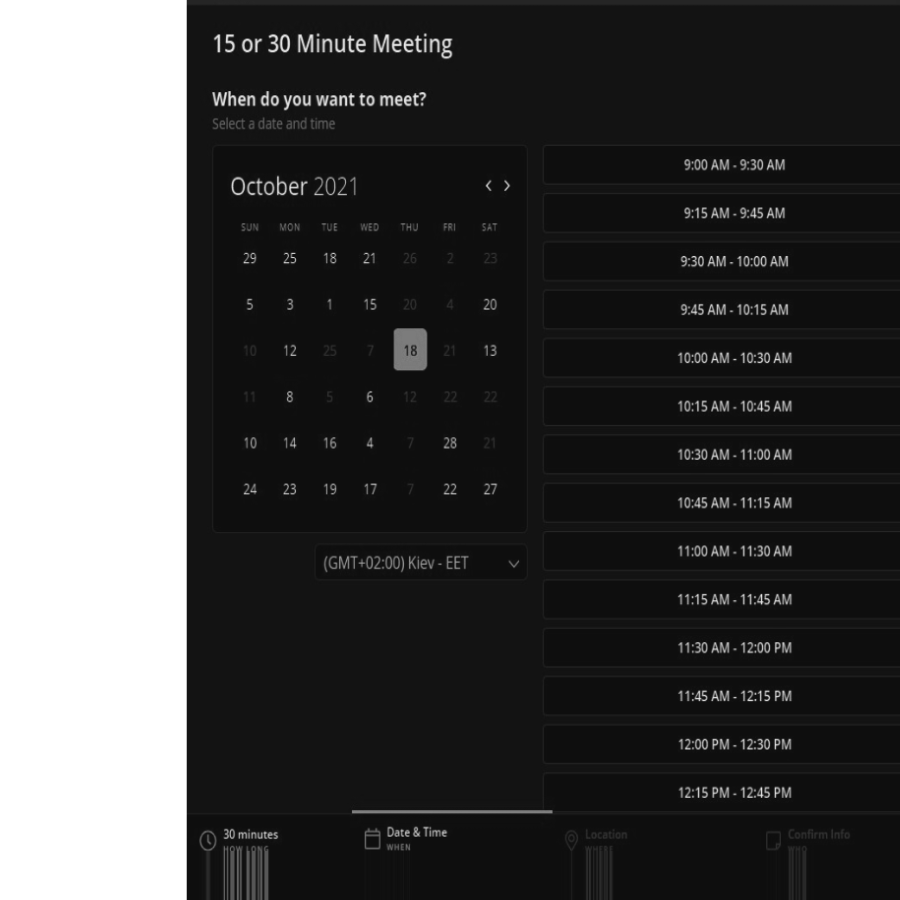 15 or 30 Minute Meeting
When do you want to meet?
Select a date and time
October 2021
SUN MON TUE WED THU FRI SAT
29 25 18 21 26 2 23
5 3 1 15 20 4 20
10 12 25 7 18 21 13
11 8 5 6 12 22 22
10 14 16 4 7 28 21
24 23 19 17 7 22 27
(GMT+02:00) Kiev - EET
9:00 AM - 9:30 AM
9:15 AM - 9:45 AM
9:30 AM - 10:00 AM
9:45 AM - 10:15 AM
10:00 AM - 10:30 AM
10:15 AM - 10:45 AM
10:30 AM - 11:00 AM
10:45 AM - 11:15 AM
11:00 AM - 11:30 AM
11:15 AM - 11:45 AM
11:30 AM - 12:00 PM
11:45 AM - 12:15 PM
12:00 PM - 12:30 PM
12:15 PM - 12:45 PM
30 minutes
HOW LONG
Date & Time
WHEN
Location
Confirm Info